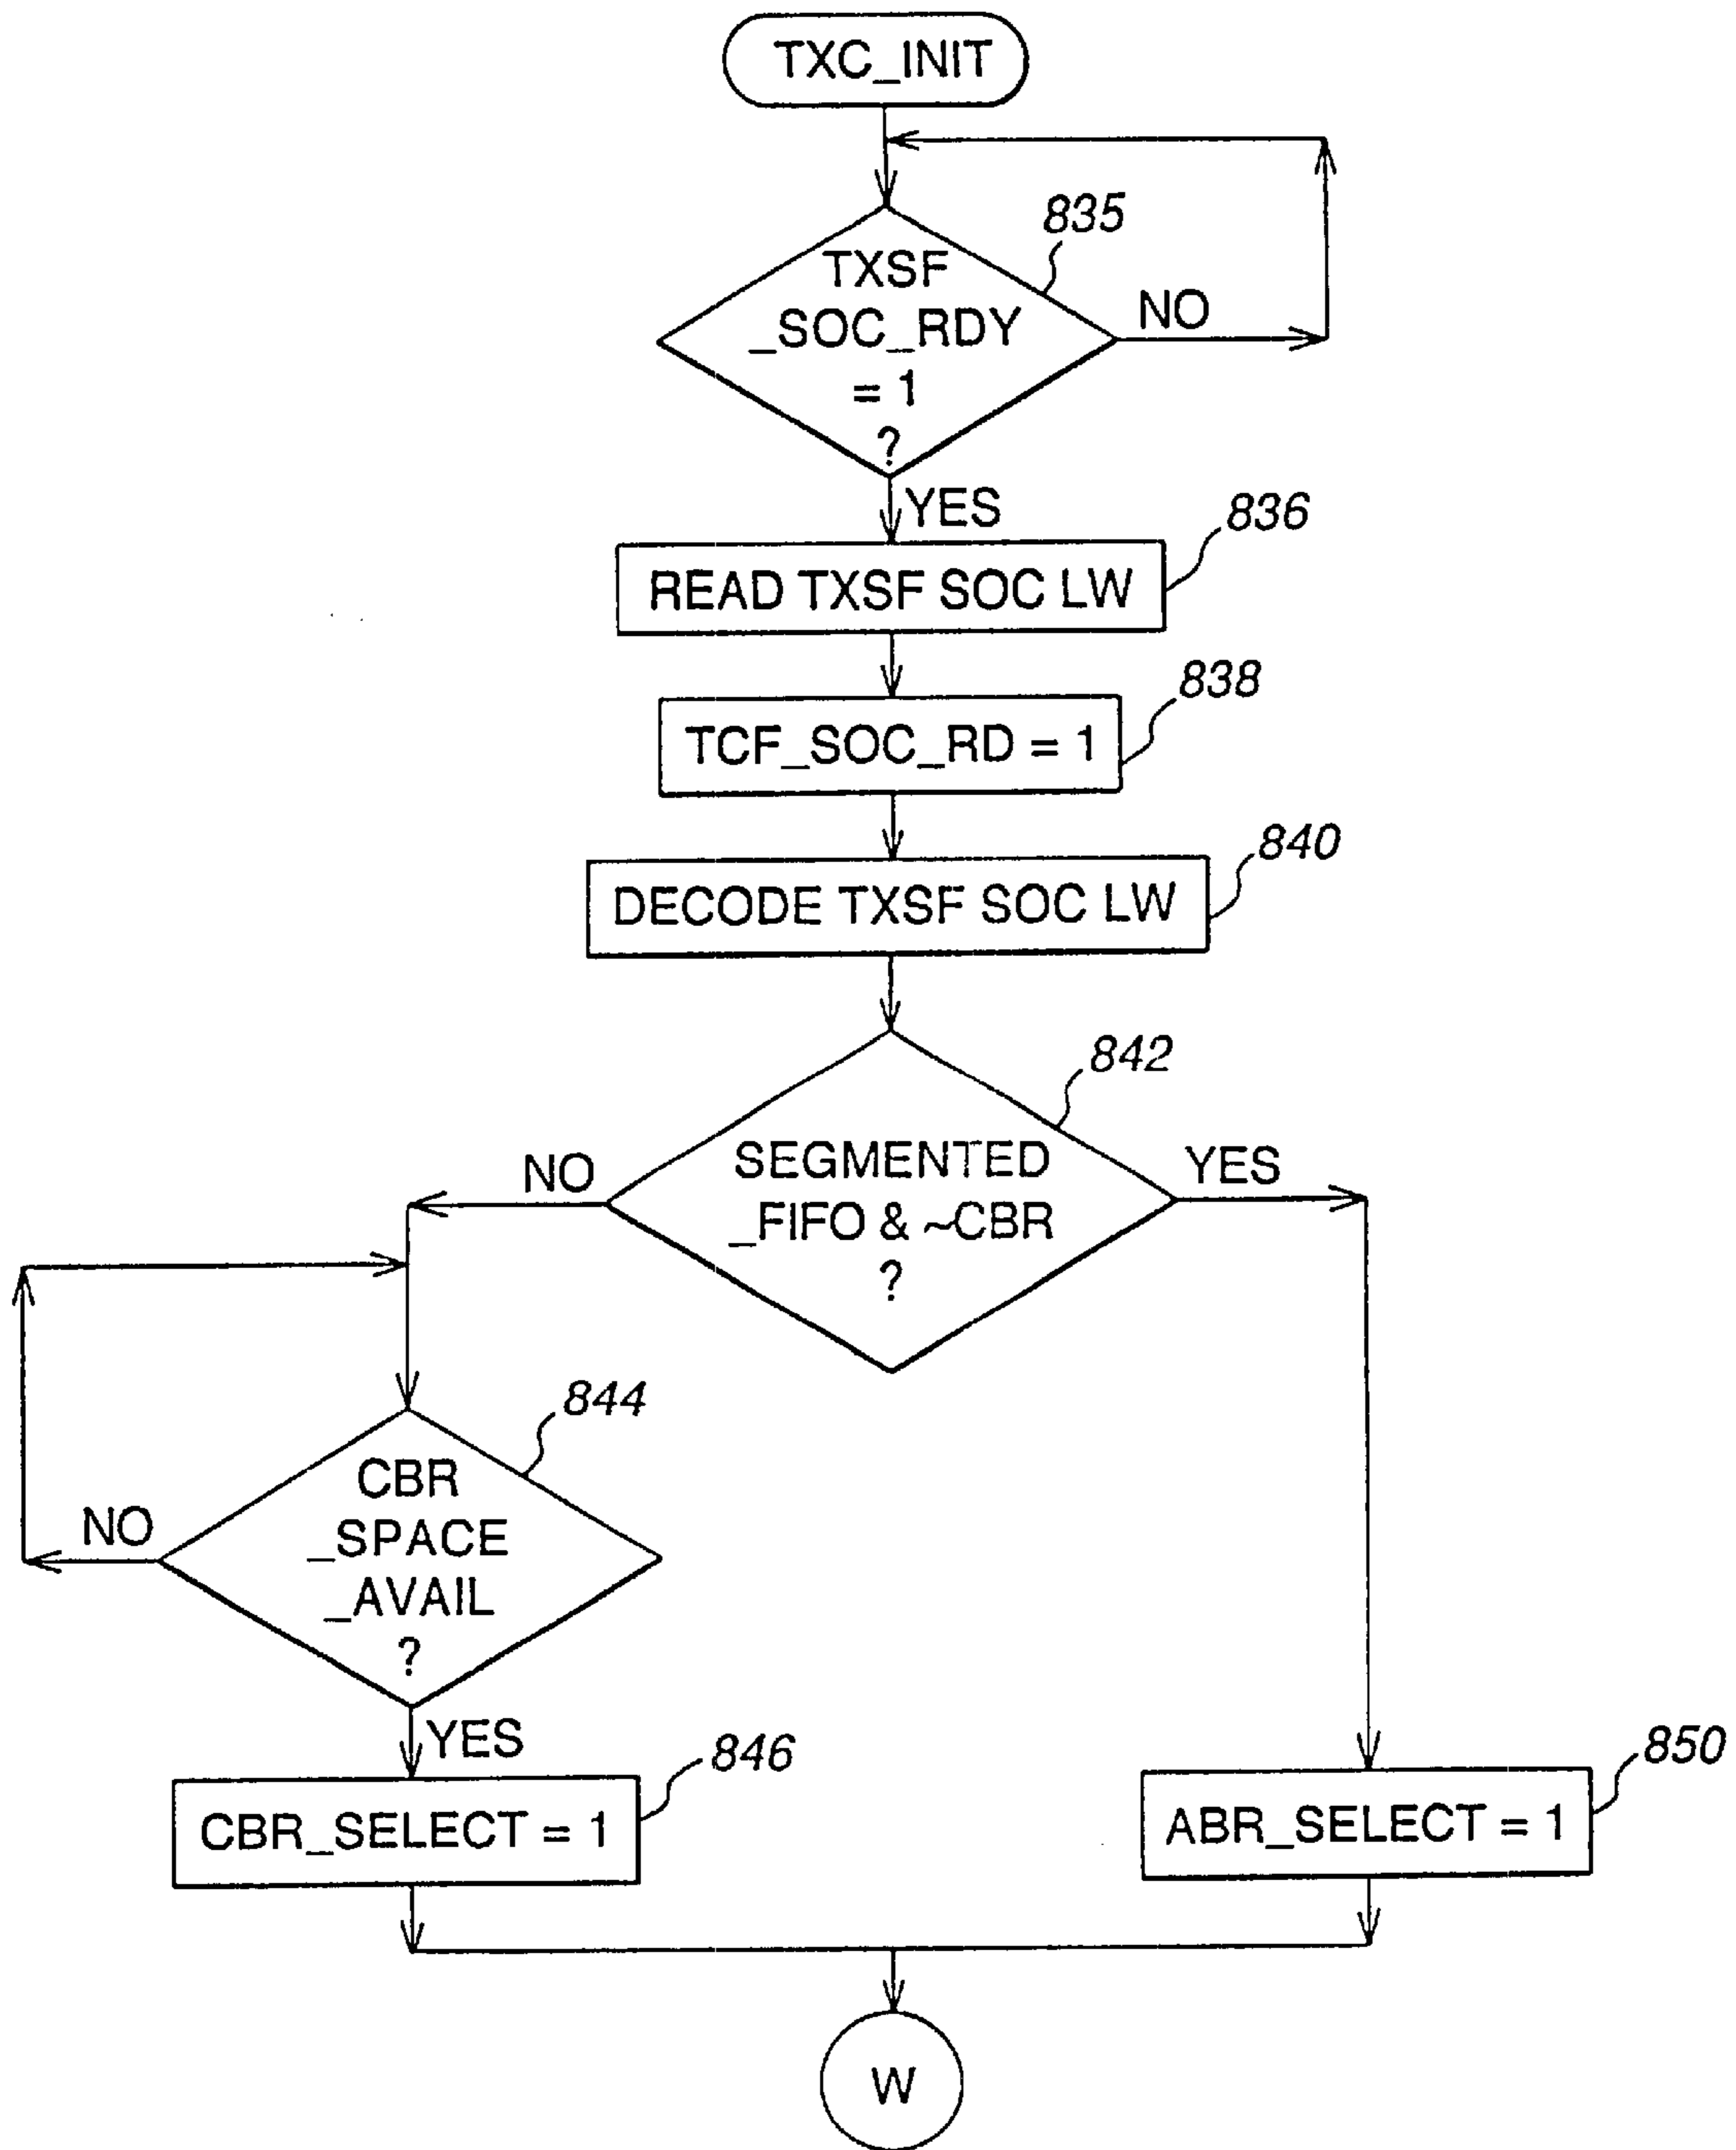 TXC_INIT
835
TXSF
_SOC_RDY
= 1
?
NO
YES
836
READ TXSF SOC LW
838
TCF_SOC_RD = 1
840
DECODE TXSF SOC LW
842
SEGMENTED
_FIFO & ~CBR
?
NO
YES
844
CBR
_SPACE
_AVAIL
?
NO
YES
846
CBR_SELECT = 1
850
ABR_SELECT = 1
W